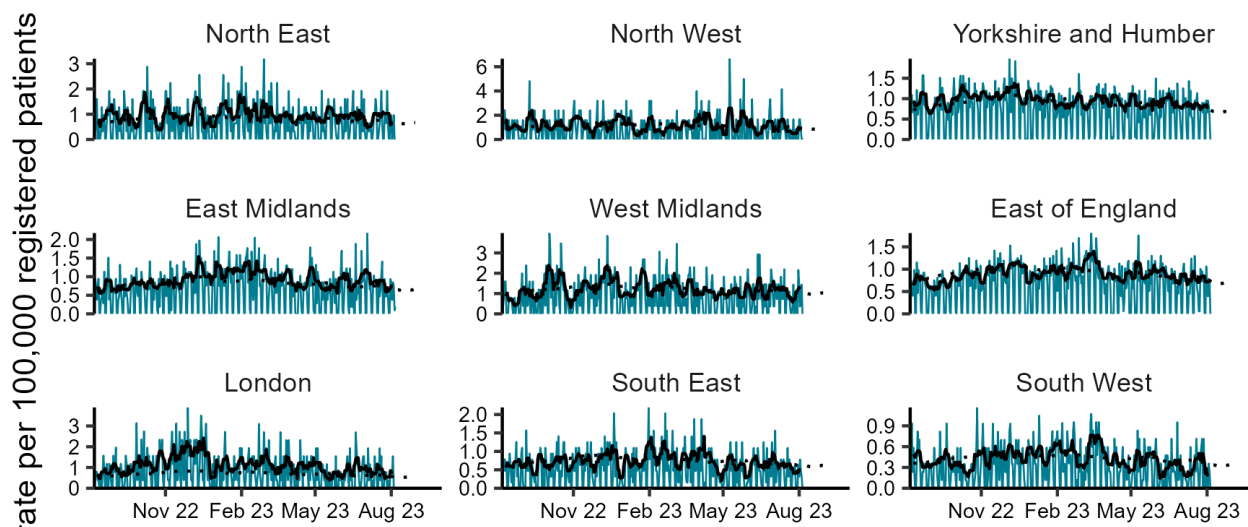 rate per 100,000 registered patients
North East
3
2
1
0
North West
6
4
2
0
Yorkshire and Humber
1.5
1.0
0.5
0.0
East Midlands
2.0
1.5
1.0
0.5
0.0
West Midlands
3
2
1
0
East of England
1.5
1.0
0.5
0.0
London
3
2
1
0
South East
2.0
1.5
1.0
0.5
0.0
South West
0.9
0.6
0.3
0.0
Nov 22 Feb 23 May 23 Aug 23
Nov 22 Feb 23 May 23 Aug 23
Nov 22 Feb 23 May 23 Aug 23